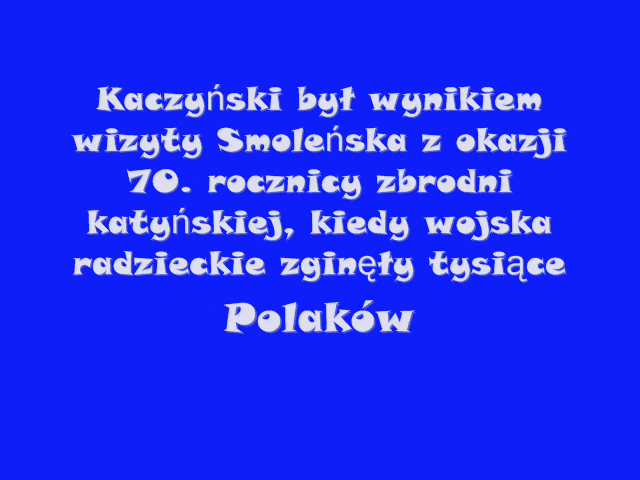 Kaczyński był wynikiem
wizyty Smoleńska z okazji
70. rocznicy zbrodni
katyńskiej, kiedy wojska
radzieckie zginęły tysiące
Polaków